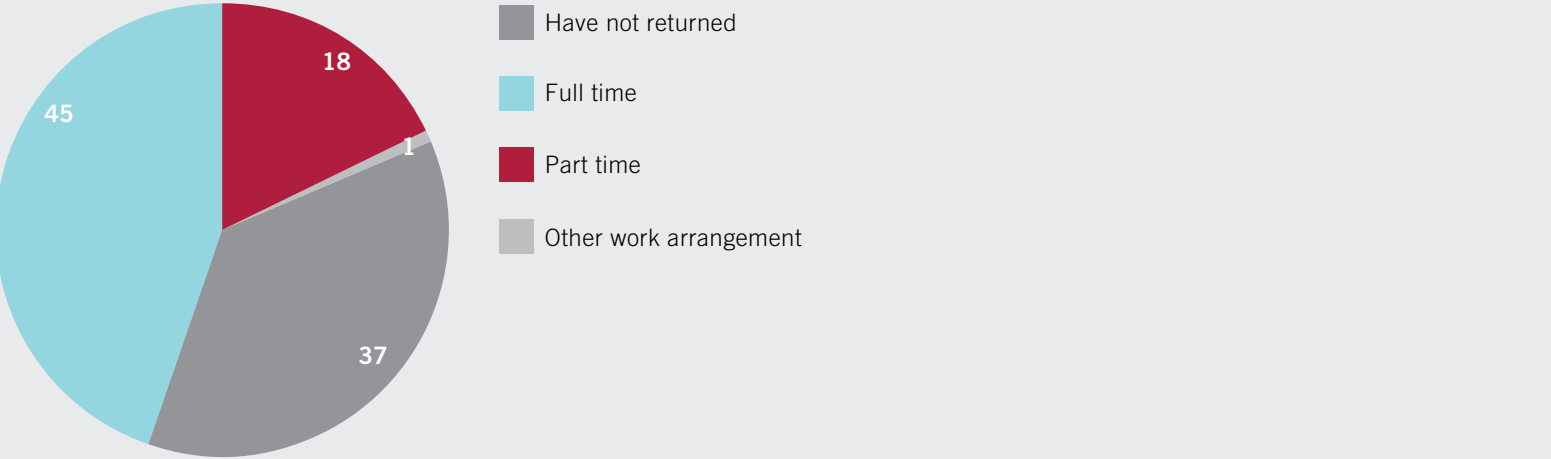 18
45
1
37
Have not returned
Full time
Part time
Other work arrangement